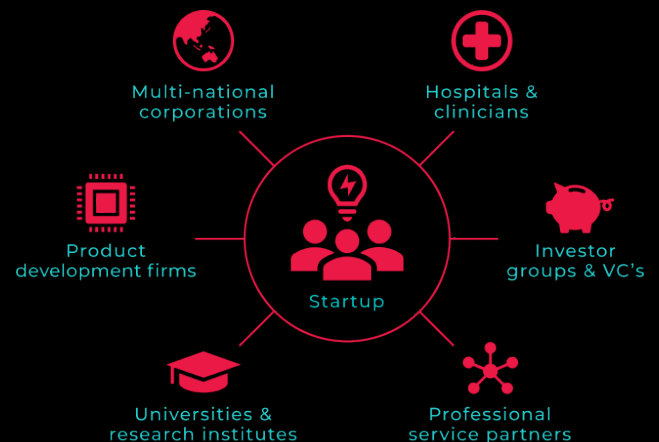 Multi-national
corporations
Hospitals &
clinicians
Product
development firms
Startup
Investor
groups & VC's
Universities &
research institutes
Professional
service partners